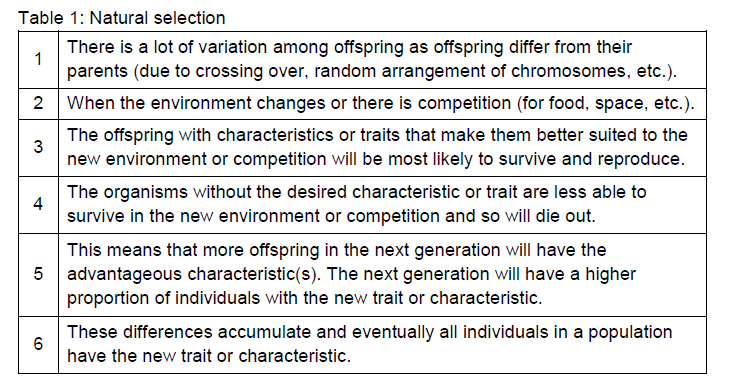 Table 1: Natural selection
1
There is a lot of variation among offspring as offspring differ from their
parents (due to crossing over, random arrangement of chromosomes, etc.).
2
When the environment changes or there is competition (for food, space, etc.).
3
The offspring with characteristics or traits that make them better suited to the
new environment or competition will be most likely to survive and reproduce.
4
The organisms without the desired characteristic or trait are less able to
survive in the new environment or competition and so will die out.
5
This means that more offspring in the next generation will have the
advantageous characteristic(s). The next generation will have a higher
proportion of individuals with the new trait or characteristic.
6
These differences accumulate and eventually all individuals in a population
have the new trait or characteristic.